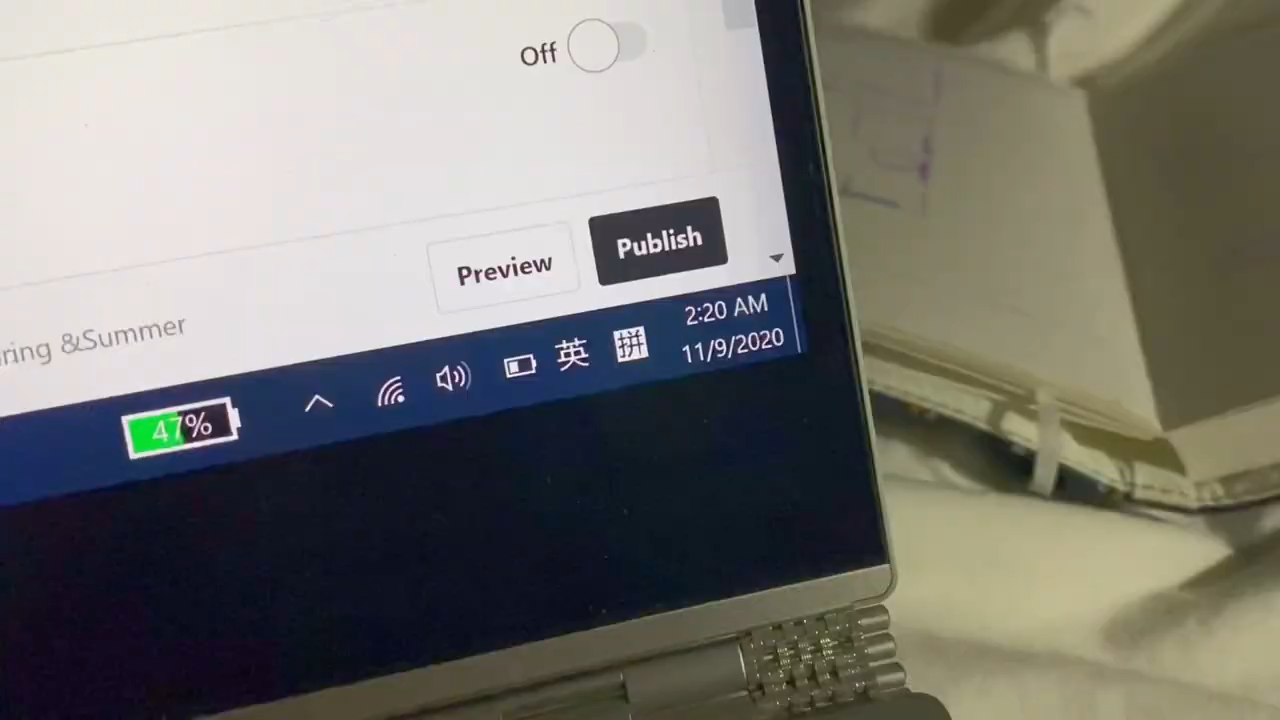 Off
Preview
Publish
ring &Summer
47%
英
拼
2:20 AM
11/9/2020